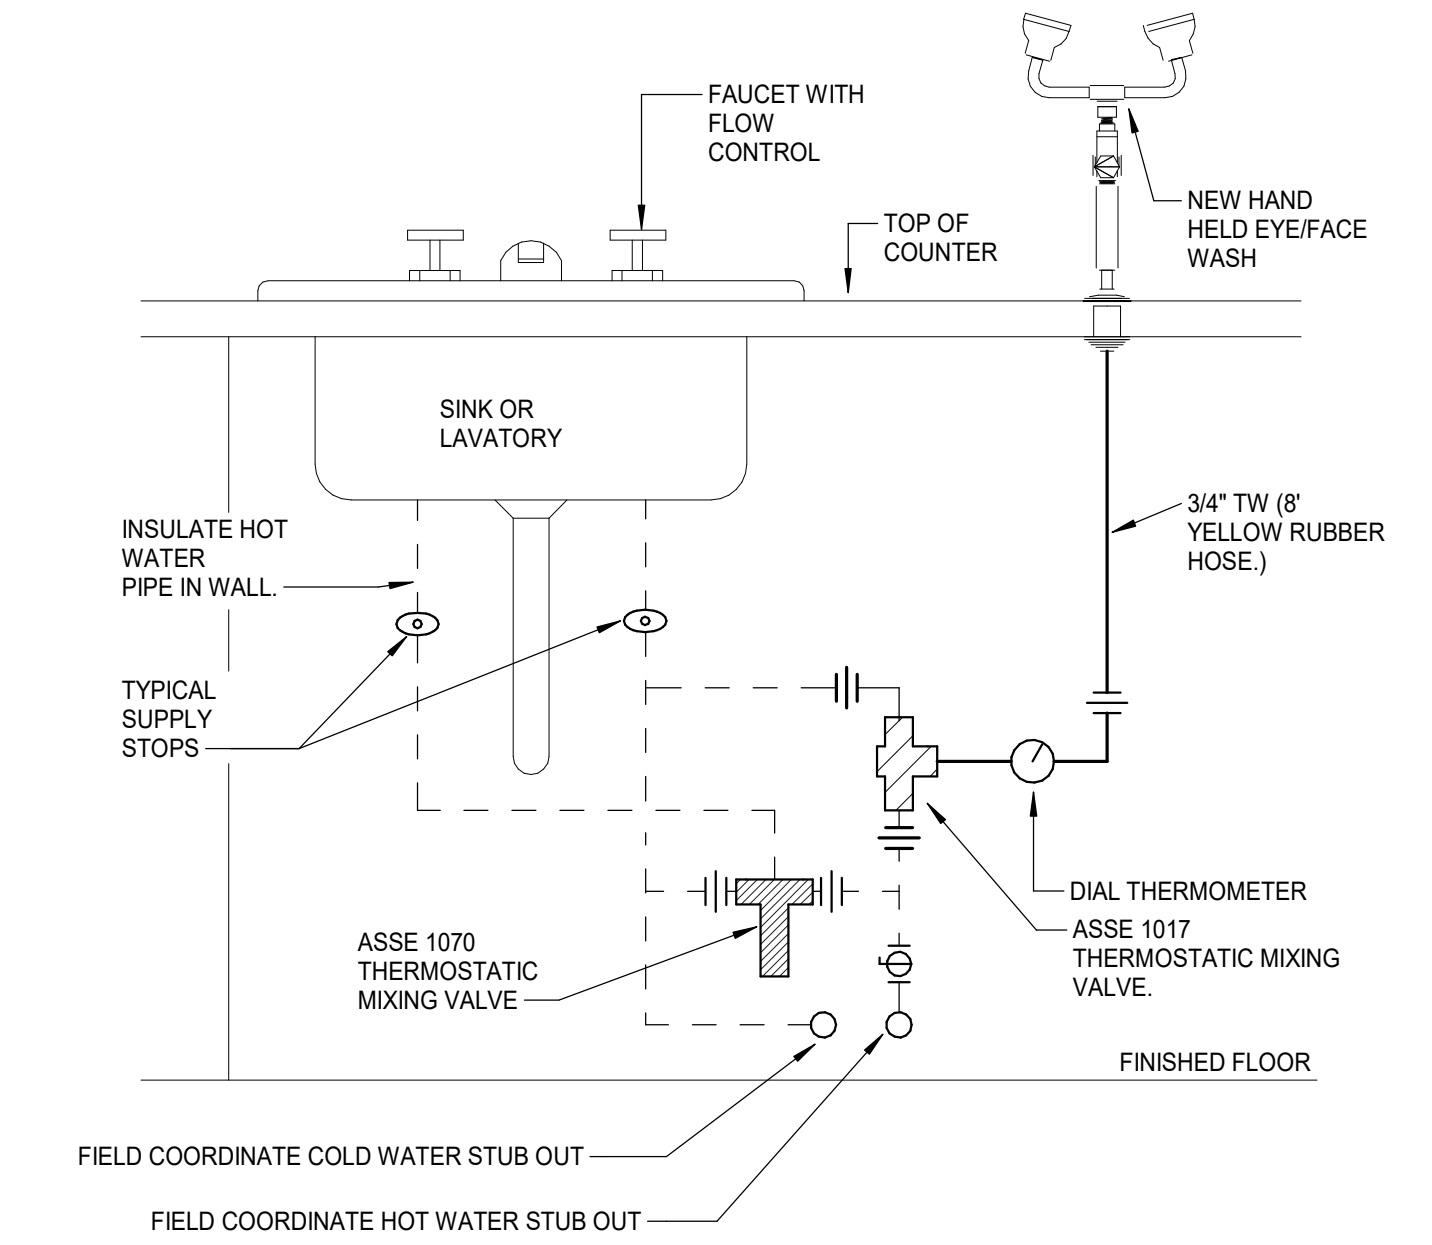 FAUCET WITH
FLOW
CONTROL
TOP OF
COUNTER
NEW HAND
HELD EYE/FACE
WASH
SINK OR
LAVATORY
INSULATE HOT
WATER
PIPE IN WALL.
3/4" TW (8'
YELLOW RUBBER
HOSE.)
TYPICAL
SUPPLY
STOPS
DIAL THERMOMETER
ASSE 1017
THERMOSTATIC MIXING
VALVE.
ASSE 1070
THERMOSTATIC
MIXING VALVE
FINISHED FLOOR
FIELD COORDINATE COLD WATER STUB OUT
FIELD COORDINATE HOT WATER STUB OUT